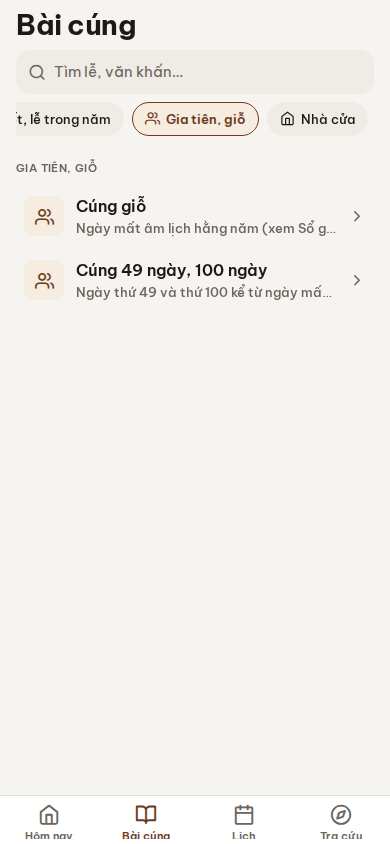 Bài cúng
Tìm lễ, văn khấn...
lễ trong năm
Gia tiên, giỗ
Nhà cửa
GIA TIÊN, GIỖ
Cúng giỗ
Ngày mất âm lịch hằng năm (xem Sổ g...
Cúng 49 ngày, 100 ngày
Ngày thứ 49 và thứ 100 kể từ ngày mấ...
Hôm nay
Bài cúng
Lịch
Tra cứu